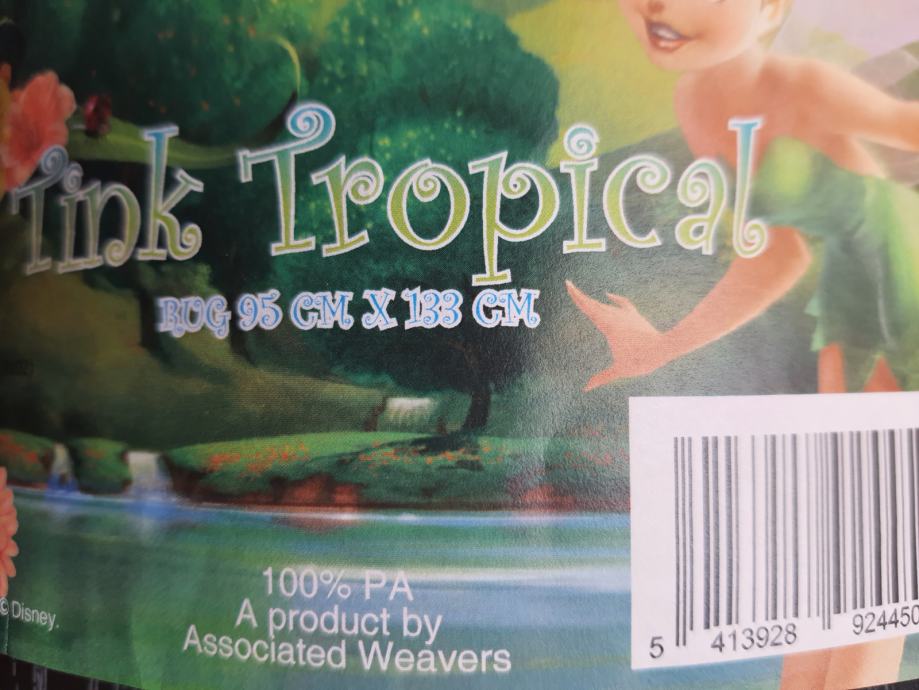 Tink Tropical
RUG 95 CM X 133 CM
100% PA
A product by
Associated Weavers
© Disney.
5 413928 924450